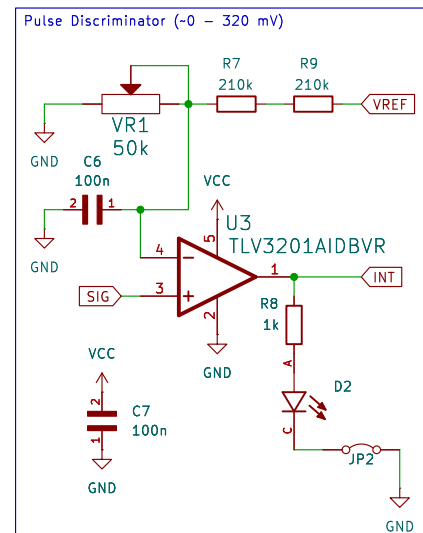 Pulse Discriminator (~0 – 320 mV)
R7
210k
R9
210k
VREF
VR1
50k
GND
C6
100n
2
1
GND
VCC
U3
TLV3201AIDBVR
5
4
1
INT
SIG
3
2
R8
1k
GND
VCC
A
D2
2
C7
100n
1
C
JP2
GND
GND